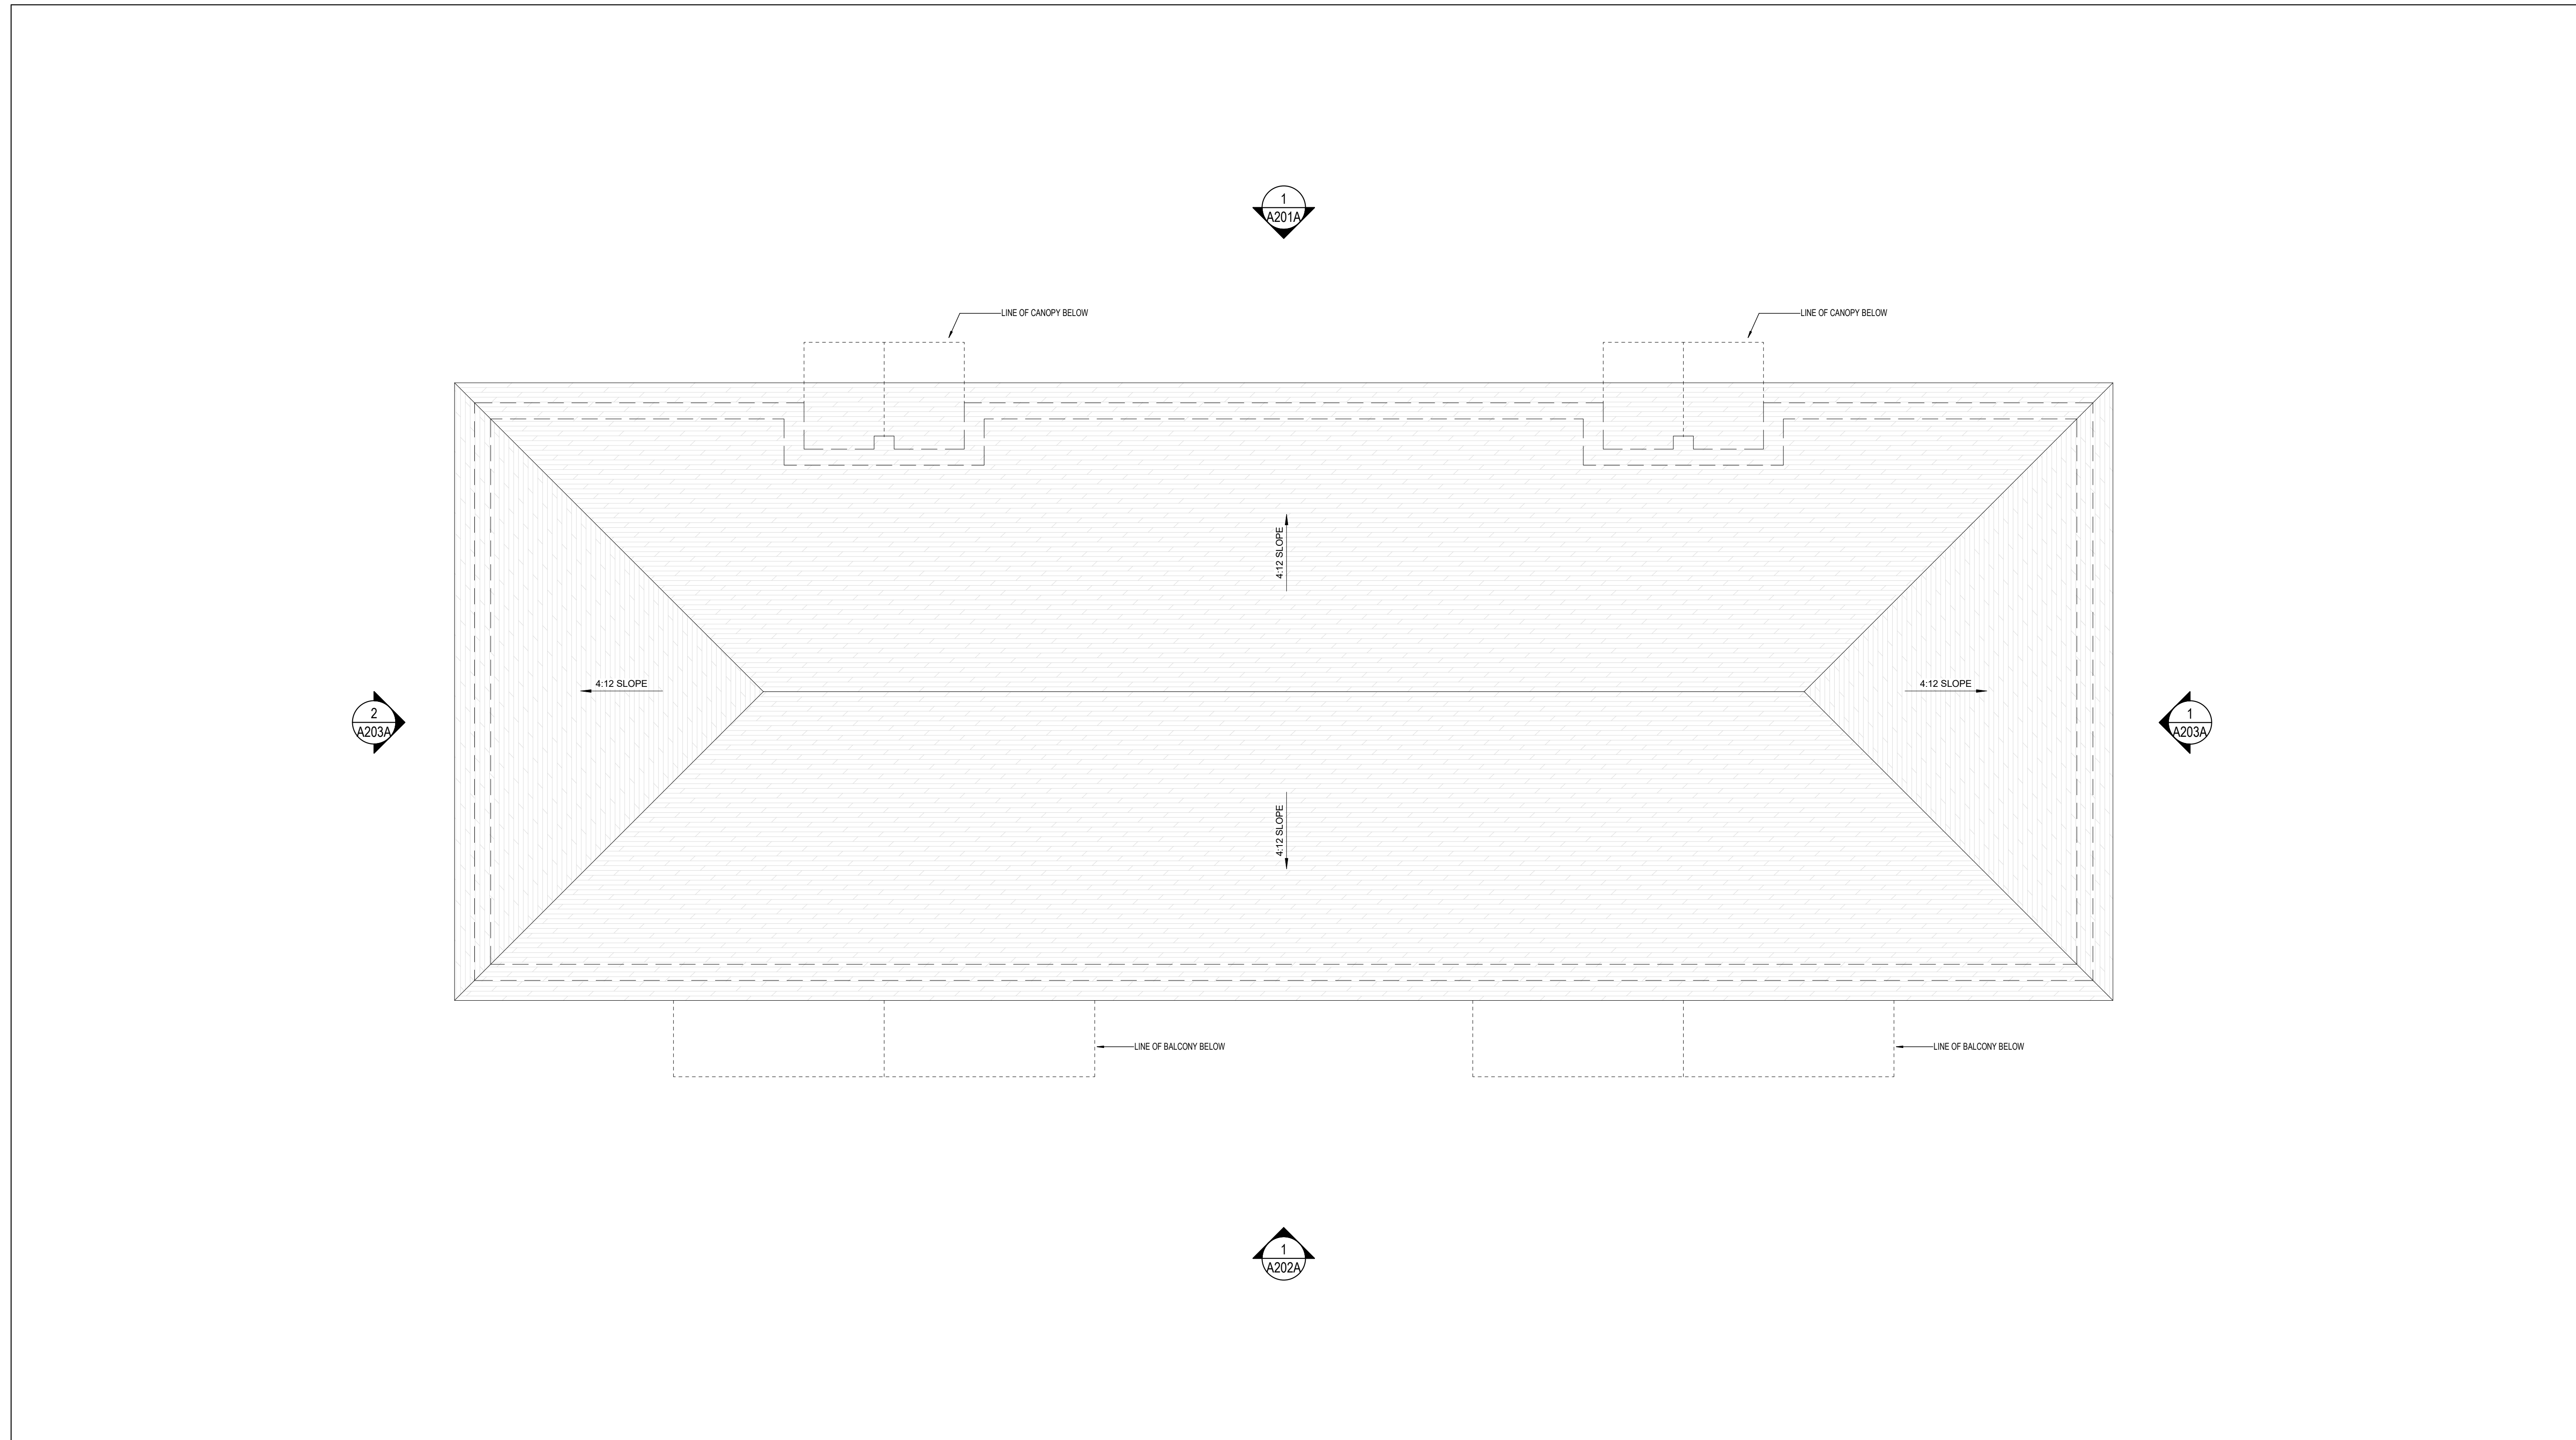 1
A201A
LINE OF CANOPY BELOW
LINE OF CANOPY BELOW
4:12 SLOPE
4:12 SLOPE
4:12 SLOPE
2
A203A
1
A203A
4:12 SLOPE
LINE OF BALCONY BELOW
LINE OF BALCONY BELOW
1
A202A